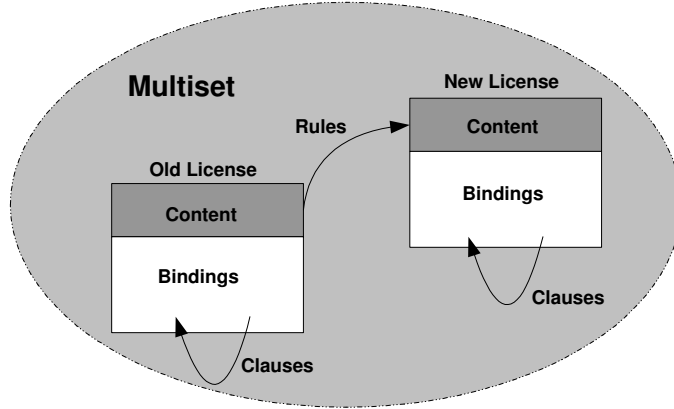 Multiset
New License
Rules
Content
Old License
Bindings
Content
Bindings
Clauses
Clauses